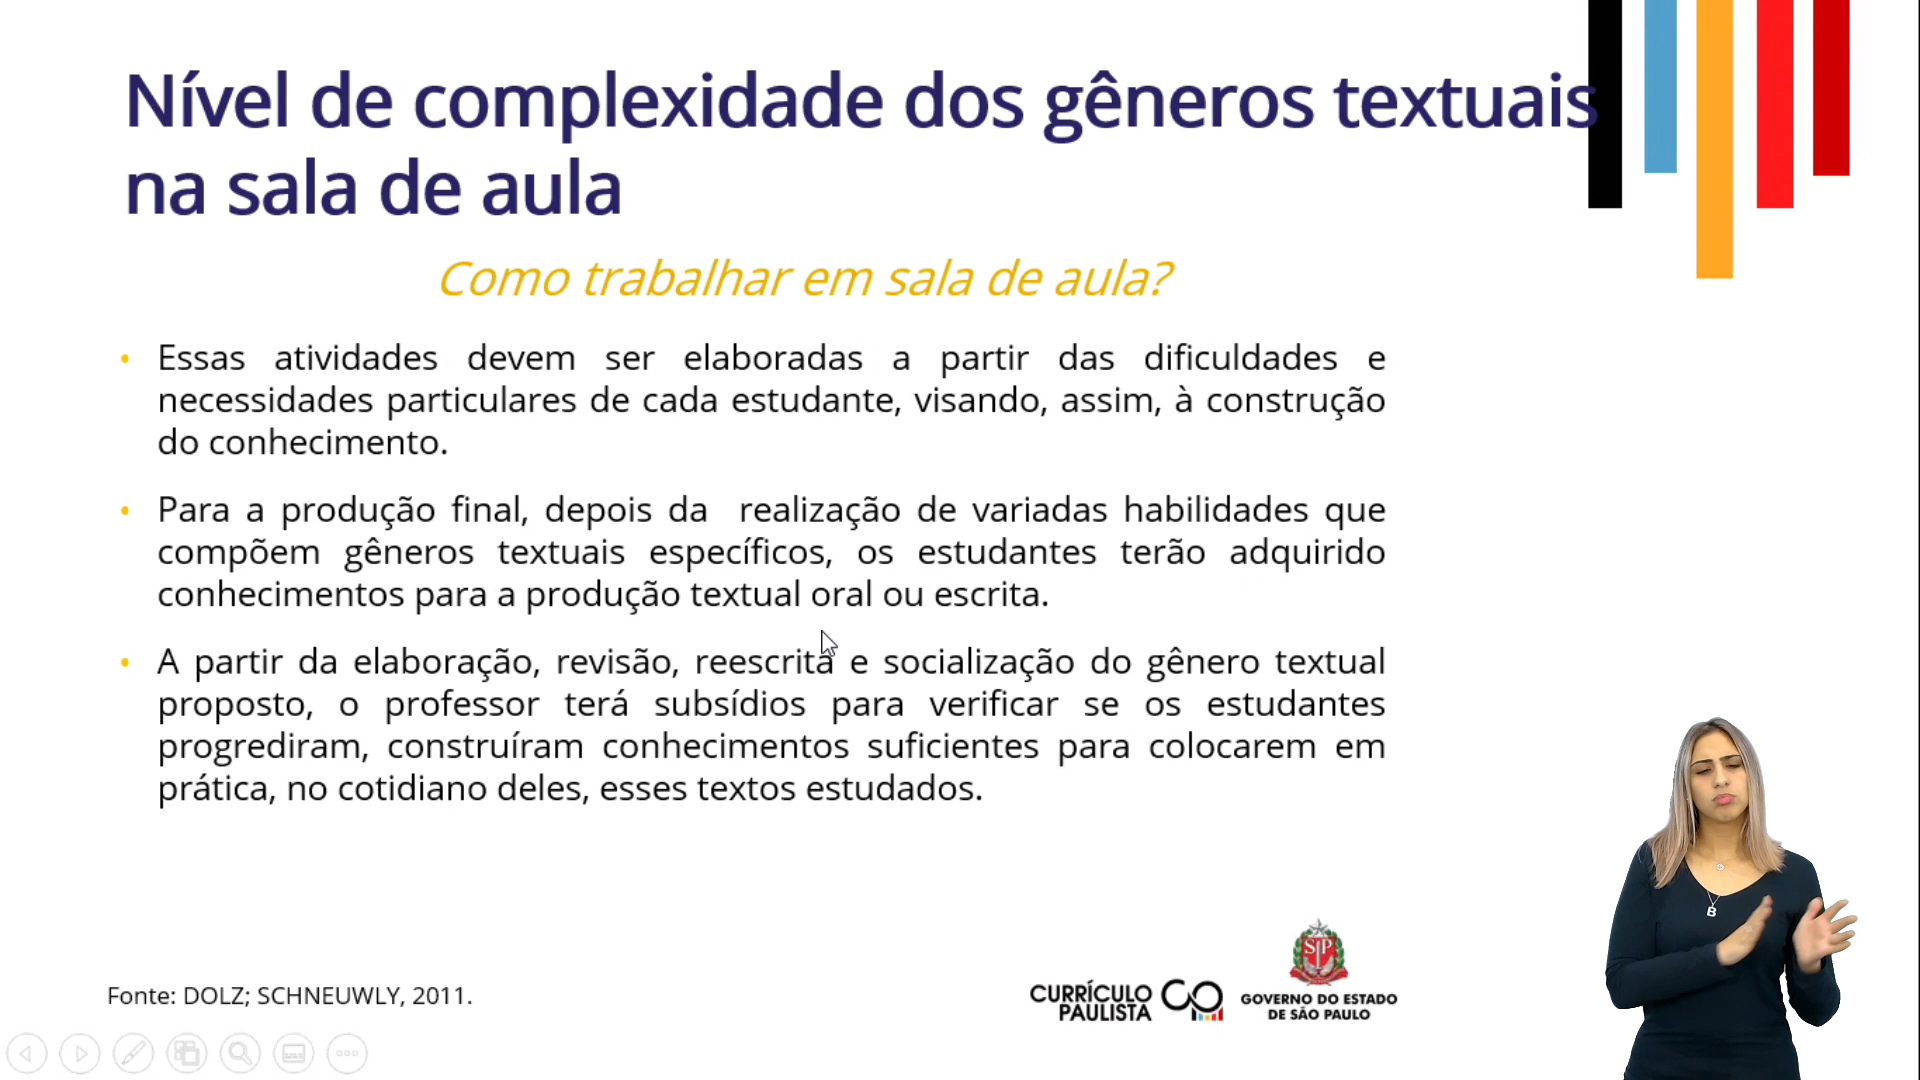 Nível de complexidade dos gêneros textuais
na sala de aula
Como trabalhar em sala de aula?
• Essas atividades devem ser elaboradas a partir das dificuldades e
necessidades particulares de cada estudante, visando, assim, à construção
do conhecimento.
• Para a produção final, depois da realização de variadas habilidades que
compõem gêneros textuais específicos, os estudantes terão adquirido
conhecimentos para a produção textual oral ou escrita.
• A partir da elaboração, revisão, reescrita e socialização do gênero textual
proposto, o professor terá subsídios para verificar se os estudantes
progrediram, construíram conhecimentos suficientes para colocarem em
prática, no cotidiano deles, esses textos estudados.
Fonte: DOLZ; SCHNEUWLY, 2011.
CURRÍCULO
PAULISTA
SP
GOVERNO DO ESTADO
DE SÃO PAULO
B